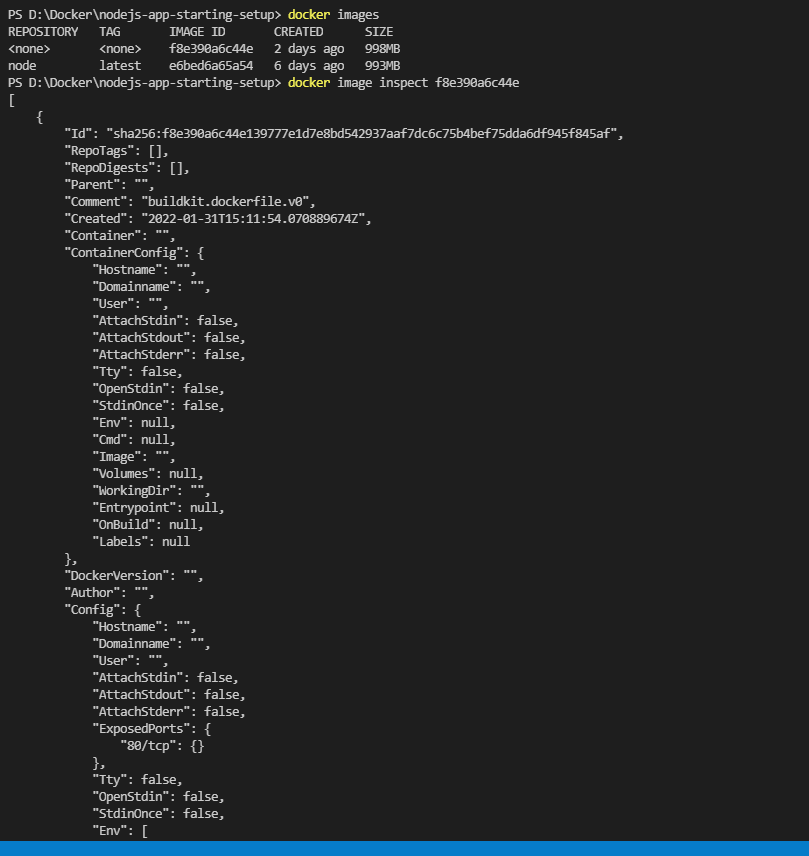 PS D:\Docker\nodejs-app-starting-setup> docker images
REPOSITORY   TAG       IMAGE ID       CREATED      SIZE
<none>       <none>    f8e390a6c44e   2 days ago   998MB
node         latest    e6bed6a65a54   6 days ago   993MB
PS D:\Docker\nodejs-app-starting-setup> docker image inspect f8e390a6c44e
[
    {
        "Id": "sha256:f8e390a6c44e139777e1d7e8bd542937aaf7dc6c75b4bef75dda6df945f845af",
        "RepoTags": [],
        "RepoDigests": [],
        "Parent": "",
        "Comment": "buildkit.dockerfile.v0",
        "Created": "2022-01-31T15:11:54.070889674Z",
        "Container": "",
        "ContainerConfig": {
            "Hostname": "",
            "Domainname": "",
            "User": "",
            "AttachStdin": false,
            "AttachStdout": false,
            "AttachStderr": false,
            "Tty": false,
            "OpenStdin": false,
            "StdinOnce": false,
            "Env": null,
            "Cmd": null,
            "Image": "",
            "Volumes": null,
            "WorkingDir": "",
            "Entrypoint": null,
            "OnBuild": null,
            "Labels": null
        },
        "DockerVersion": "",
        "Author": "",
        "Config": {
            "Hostname": "",
            "Domainname": "",
            "User": "",
            "AttachStdin": false,
            "AttachStdout": false,
            "AttachStderr": false,
            "ExposedPorts": {
                "80/tcp": {}
            },
            "Tty": false,
            "OpenStdin": false,
            "StdinOnce": false,
            "Env": [